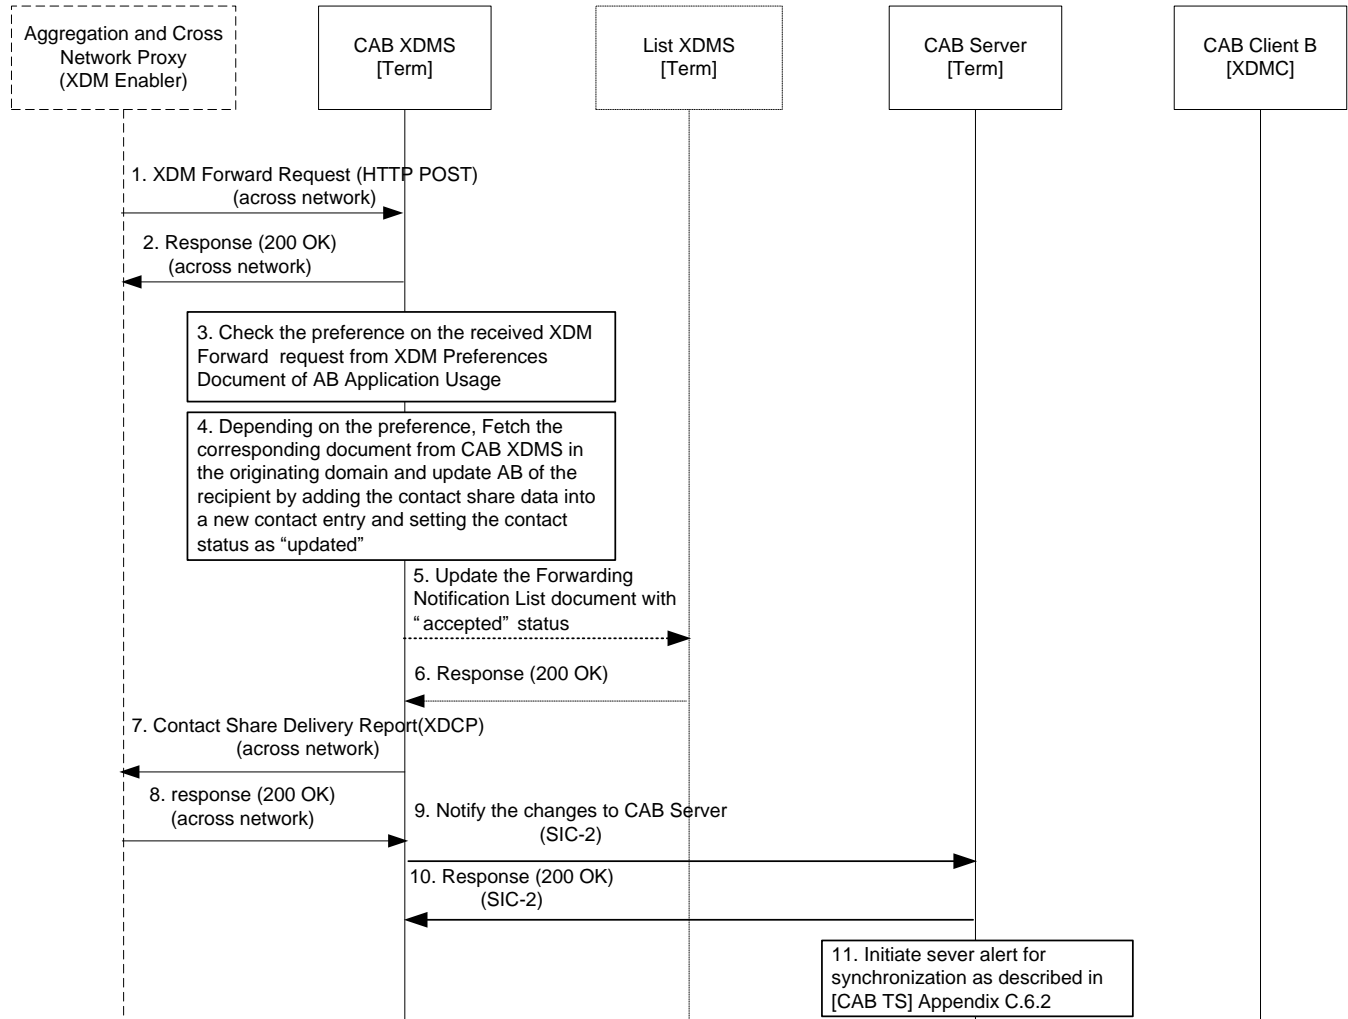 Aggregation and Cross
Network Proxy
(XDM Enabler)
CAB XDMS
[Term]
List XDMS
[Term]
CAB Server
[Term]
CAB Client B
[XDMC]
1. XDM Forward Request (HTTP POST)
(across network)
2. Response (200 OK)
(across network)
3. Check the preference on the received XDM
Forward request from XDM Preferences
Document of AB Application Usage
4. Depending on the preference, Fetch the
corresponding document from CAB XDMS in
the originating domain and update AB of the
recipient by adding the contact share data into
a new contact entry and setting the contact
status as “updated”
5. Update the Forwarding
Notification List document with
“accepted” status
6. Response (200 OK)
7. Contact Share Delivery Report(XDCP)
(across network)
8. response (200 OK)
(across network)
9. Notify the changes to CAB Server
(SIC-2)
10. Response (200 OK)
(SIC-2)
11. Initiate sever alert for
synchronization as described in
[CAB TS] Appendix C.6.2